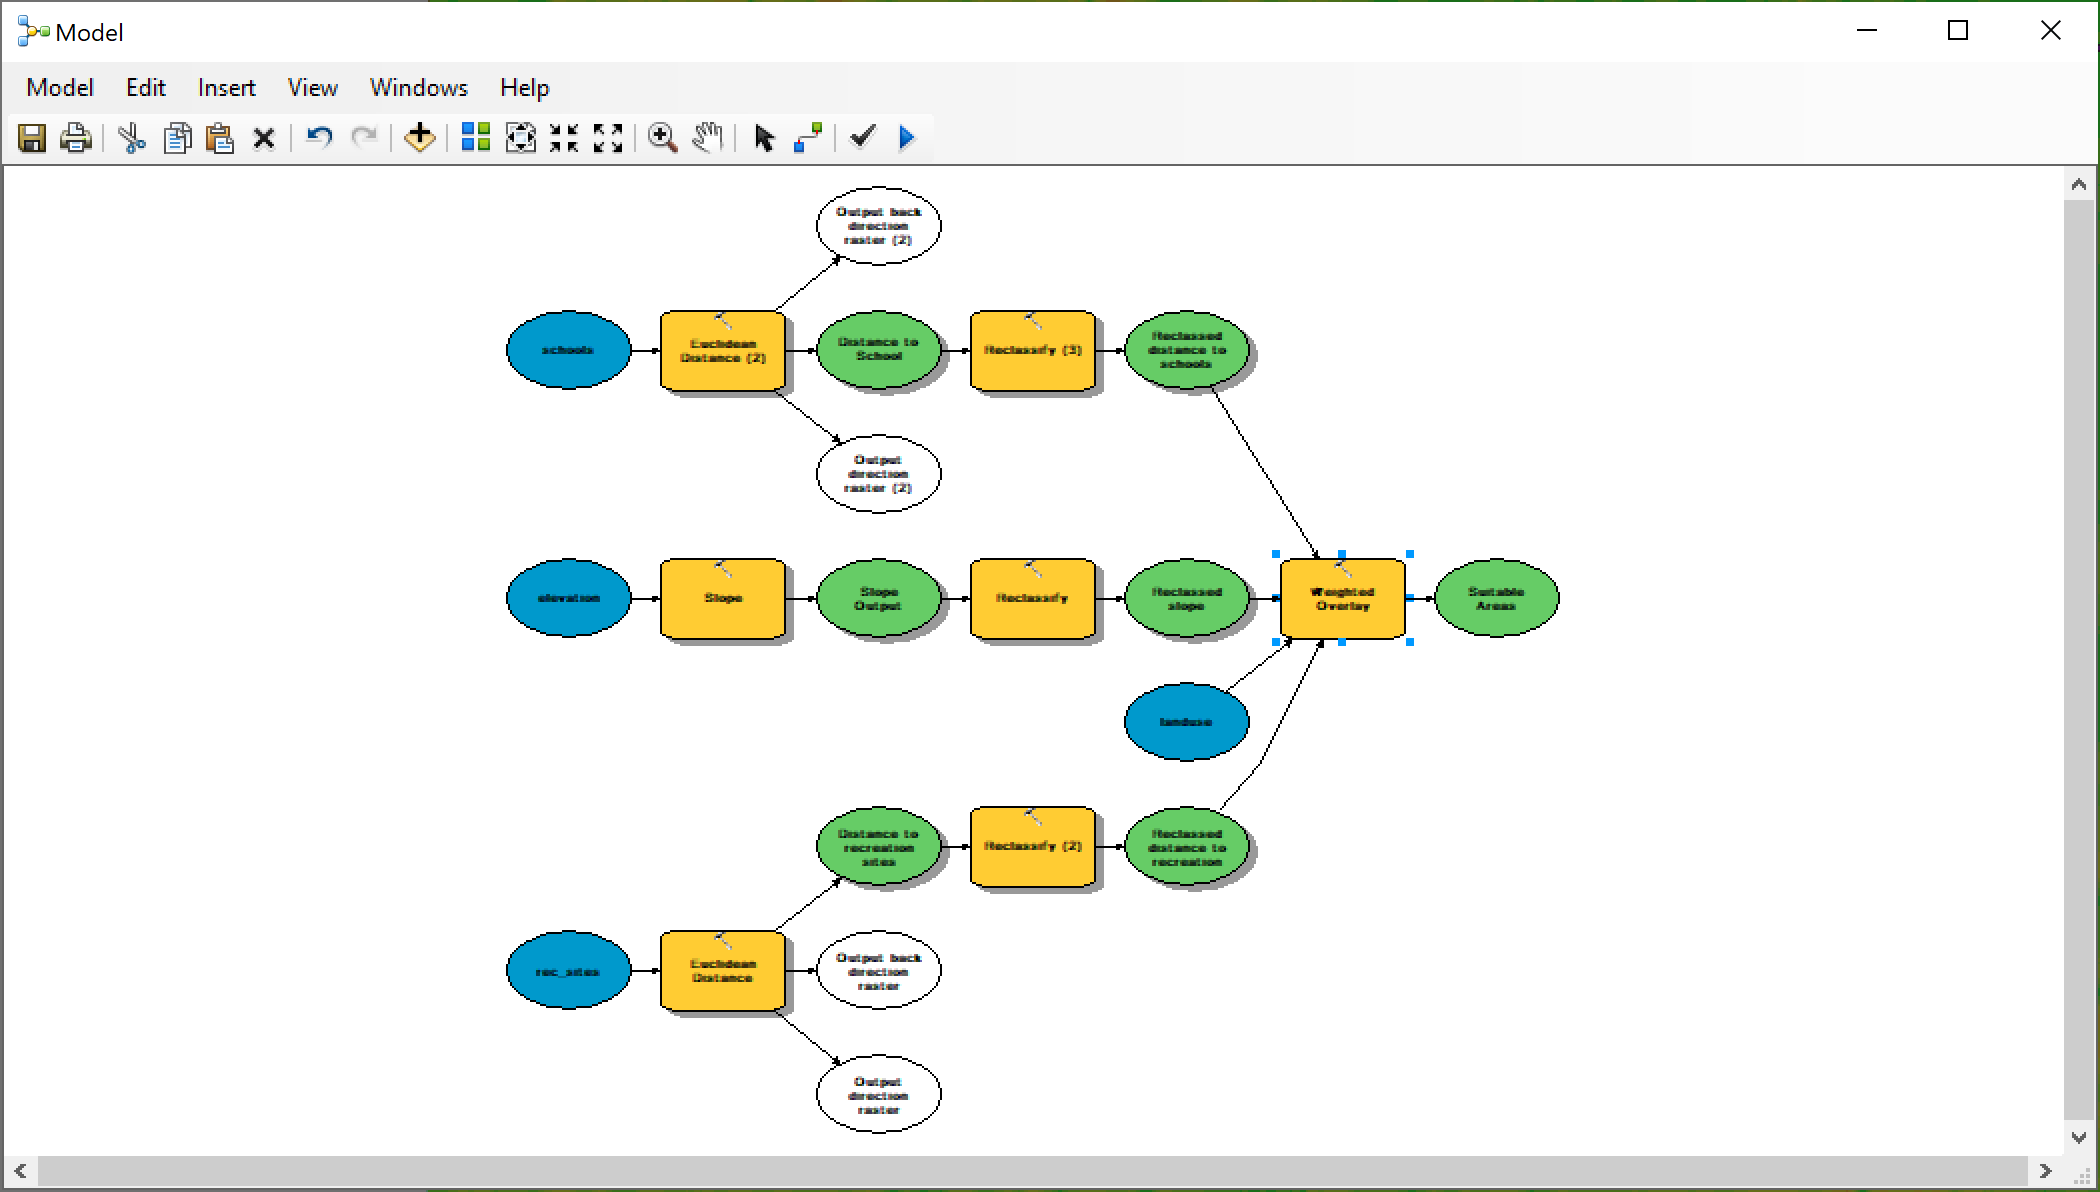 Model
Model Edit Insert View Windows Help
Output back
direction
raster (2)
schools
Euclidean
Distance (2)
Distance to
School
Reclassify (3)
Reclassed
distance to
schools
Output
direction
raster (2)
elevation
Slope
Slope
Output
Reclassify
Reclassed
slope
Weighted
Overlay
Suitable
Areas
landuse
Distance to
recreation
sites
Reclassify (2)
Reclassed
distance to
recreation
rec_sites
Euclidean
Distance
Output back
direction
raster
Output
direction
raster